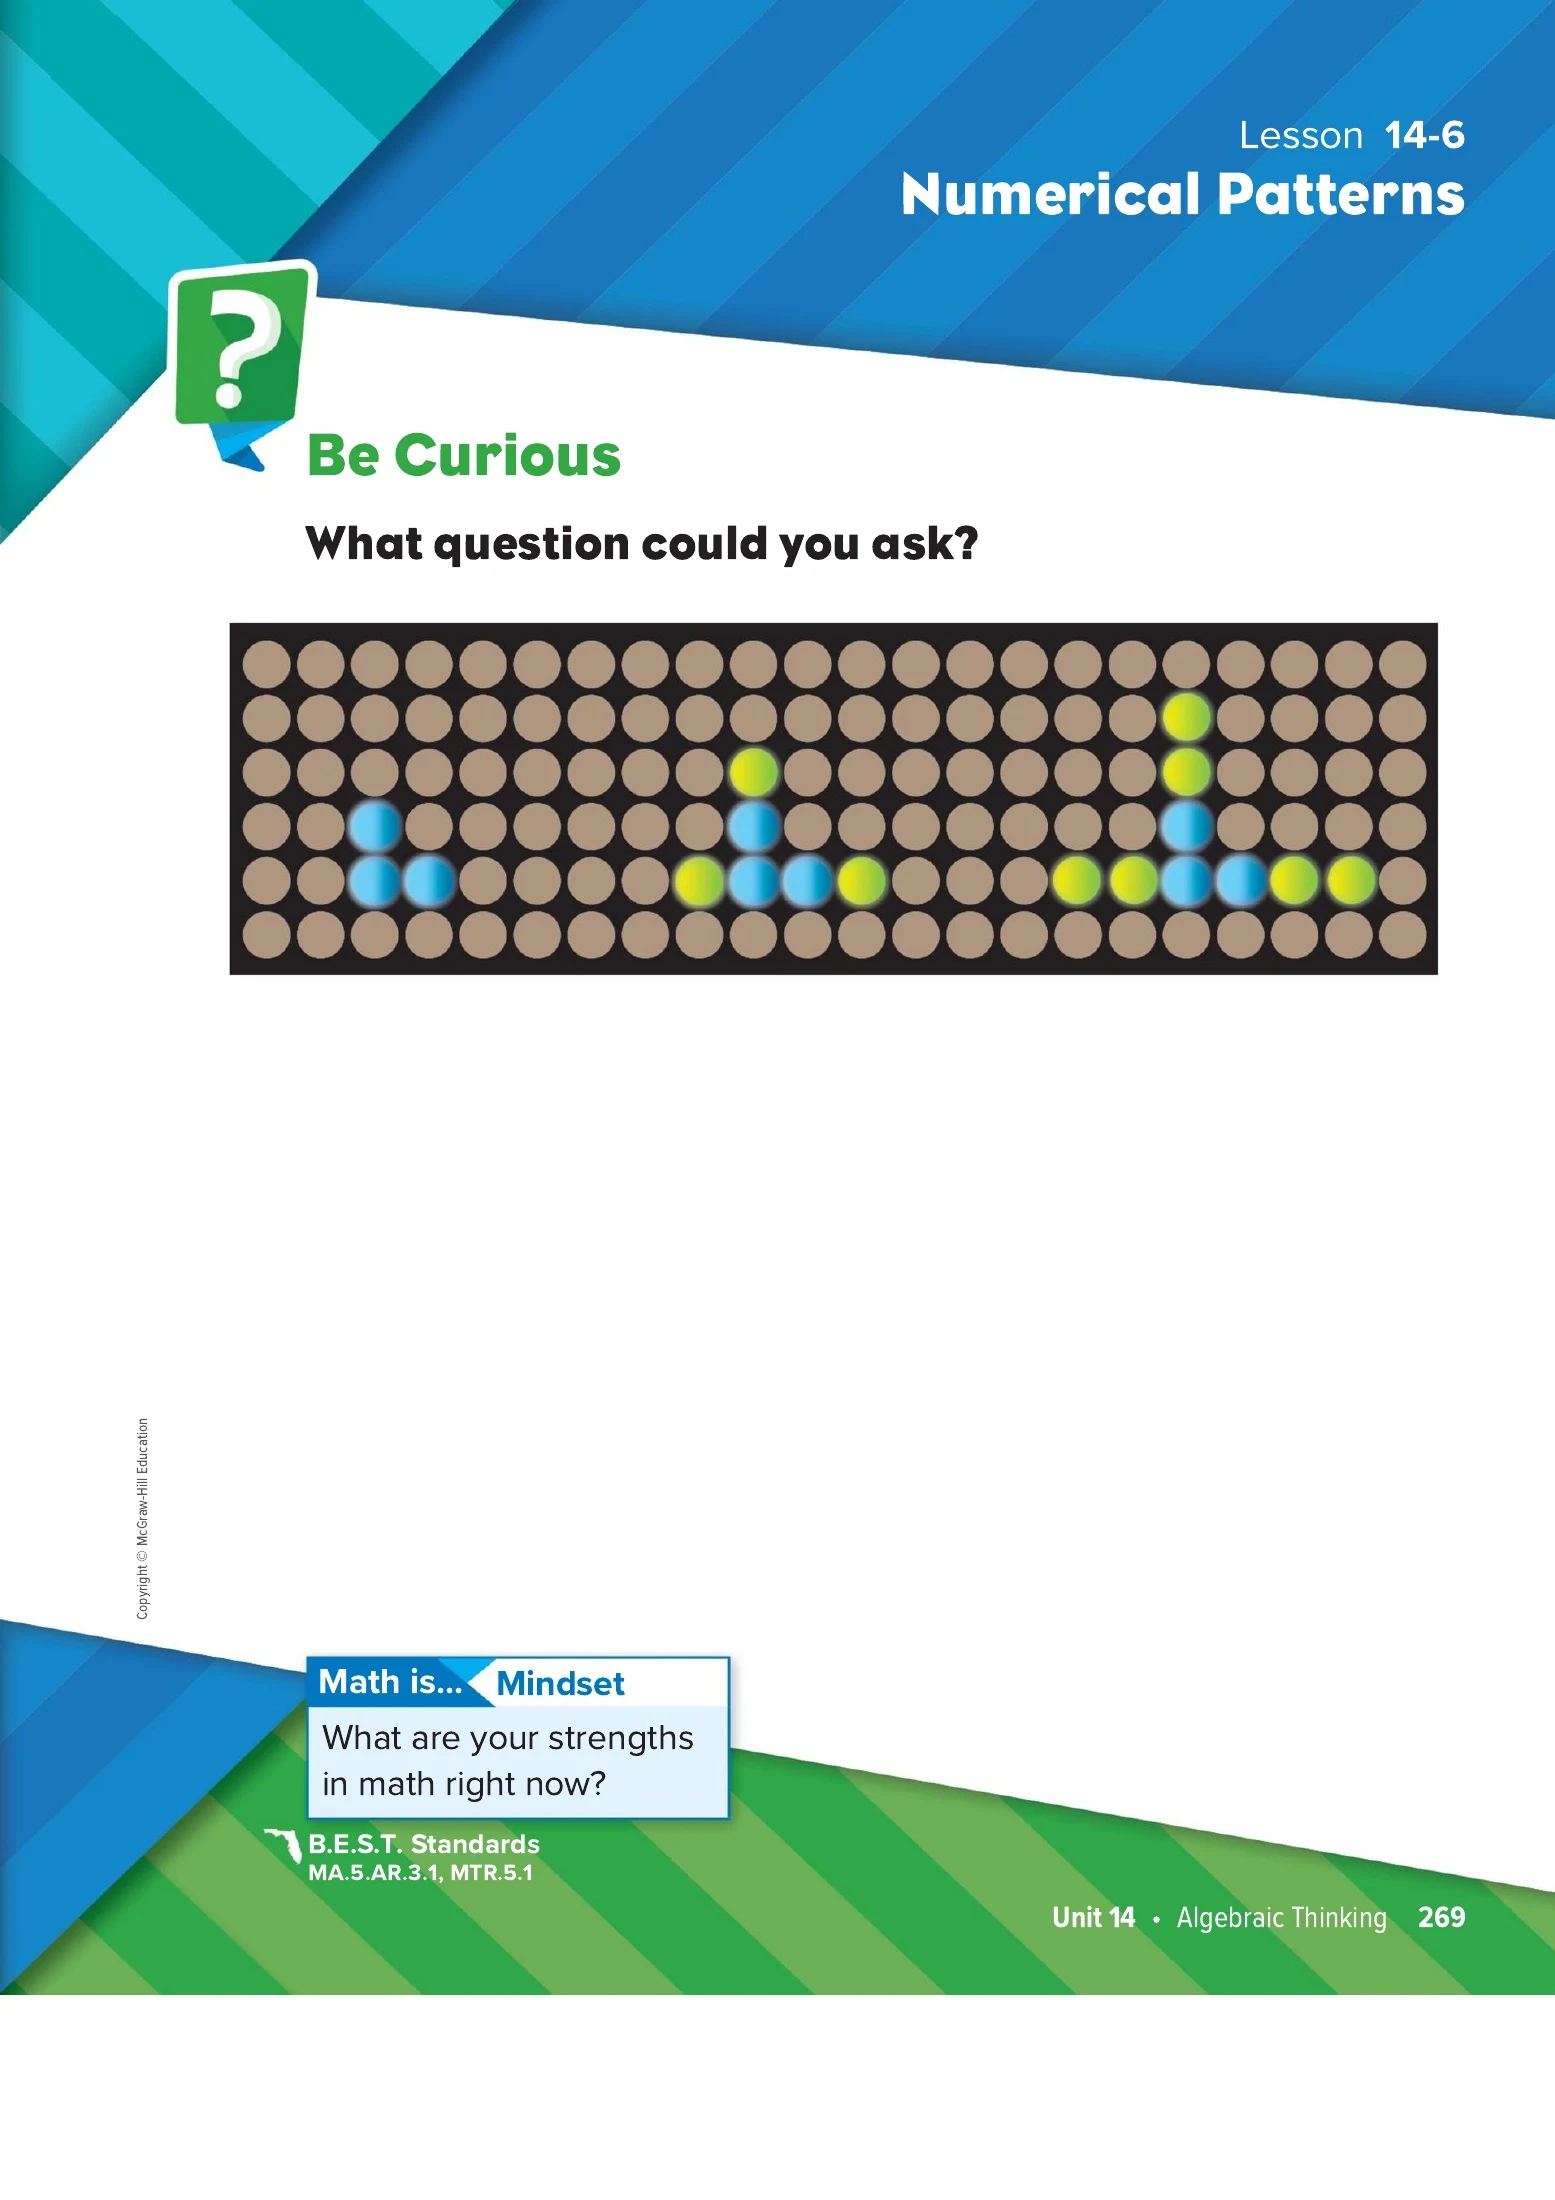 Lesson 14-6
Numerical Patterns
?
Be Curious
What question could you ask?
Copyright © McGraw-Hill Education
Math is... Mindset
What are your strengths
in math right now?
B.E.S.T. Standards
MA.5.AR.3.1, MTR.5.1
Unit 14 • Algebraic Thinking 269